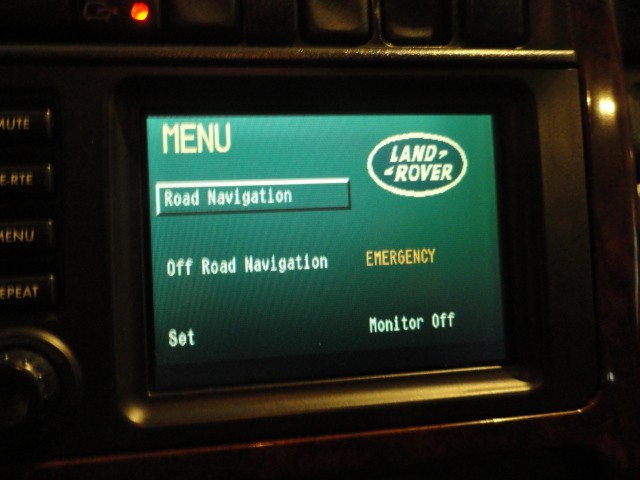 MENU
LAND
ROVER
Road Navigation
Off Road Navigation
EMERGENCY
Set
Monitor Off
MUTE
E-RTE
MENU
EPEAT